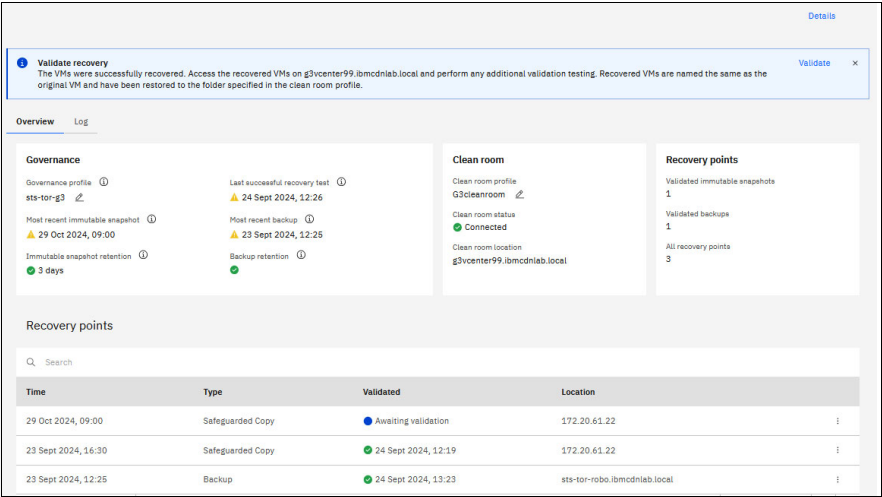 Details
Validate recovery
The VMs were successfully recovered. Access the recovered VMs on g3vcenter99.ibmcdnlab.local and perform any additional validation testing. Recovered VMs are named the same as the
original VM and have been restored to the folder specified in the clean room profile.
Validate
Overview Log
Governance
Governance profile
sts-tor-g3
Last successful recovery test
24 Sept 2024, 12:26
Most recent immutable snapshot
29 Oct 2024, 09:00
Most recent backup
23 Sept 2024, 12:25
Immutable snapshot retention
3 days
Backup retention
Clean room
Clean room profile
G3cleanroom
Clean room status
Connected
Clean room location
g3vcenter99.ibmcdnlab.local
Recovery points
Validated immutable snapshots
1
Validated backups
1
All recovery points
3
Recovery points
Search
Time Type Validated Location
29 Oct 2024, 09:00 Safeguarded Copy Awaiting validation 172.20.61.22
23 Sept 2024, 16:30 Safeguarded Copy 24 Sept 2024, 12:19 172.20.61.22
23 Sept 2024, 12:25 Backup 24 Sept 2024, 13:23 sts-tor-robo.ibmcdnlab.local